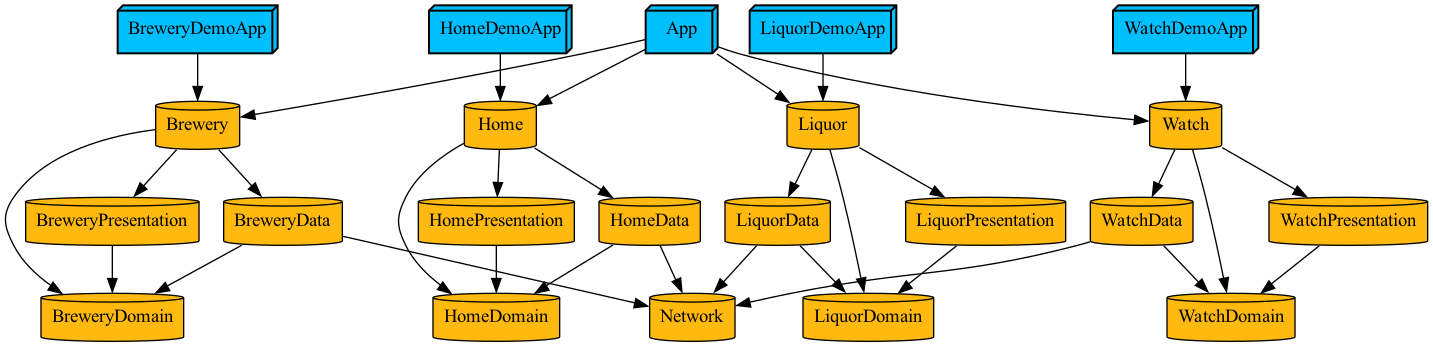 BreweryDemoApp
HomeDemoApp
App
LiquorDemoApp
WatchDemoApp
Brewery
Home
Liquor
Watch
BreweryPresentation
BreweryData
HomePresentation
HomeData
LiquorData
LiquorPresentation
WatchData
WatchPresentation
BreweryDomain
HomeDomain
Network
LiquorDomain
WatchDomain